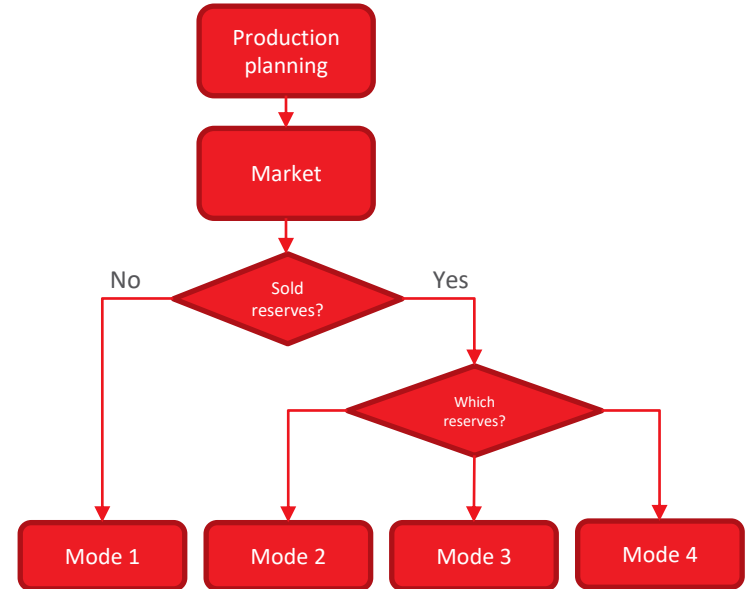 Production
planning
Market
No
Sold
reserves?
Yes
Which
reserves?
Mode 1
Mode 2
Mode 3
Mode 4